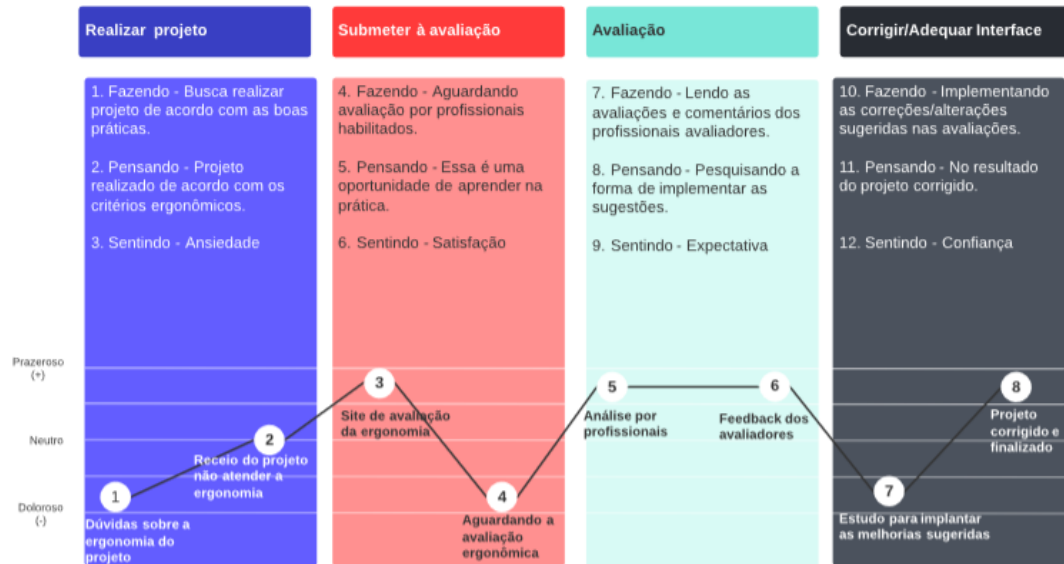 Realizar projeto
Submeter à avaliação
Avaliação
Corrigir/Adequar Interface
1. Fazendo - Busca realizar
projeto de acordo com as boas
práticas.
2. Pensando - Projeto
realizado de acordo com os
critérios ergonômicos.
3. Sentindo - Ansiedade
4. Fazendo - Aguardando
avaliação por profissionais
habilitados.
5. Pensando - Essa é uma
oportunidade de aprender na
prática.
6. Sentindo - Satisfação
7. Fazendo - Lendo as
avaliações e comentários dos
profissionais avaliadores.
8. Pensando - Pesquisando a
forma de implementar as
sugestões.
9. Sentindo - Expectativa
10. Fazendo - Implementando
as correções/alterações
sugeridas nas avaliações.
11. Pensando - No resultado
do projeto corrigido.
12. Sentindo - Confiança
Prazeroso
(+)
Neutro
Doloroso
(-)
1
Dúvidas sobre a
ergonomia do
projeto
2
Receio do projeto
não atender a
ergonomia
3
Site de avaliação
da ergonomia
4
Aguardando a
avaliação
ergônômica
5
Análise por
profissionais
6
Feedback dos
avaliadores
7
Estudo para implantar
as melhorias sugeridas
8
Projeto
corrigido e
finalizado